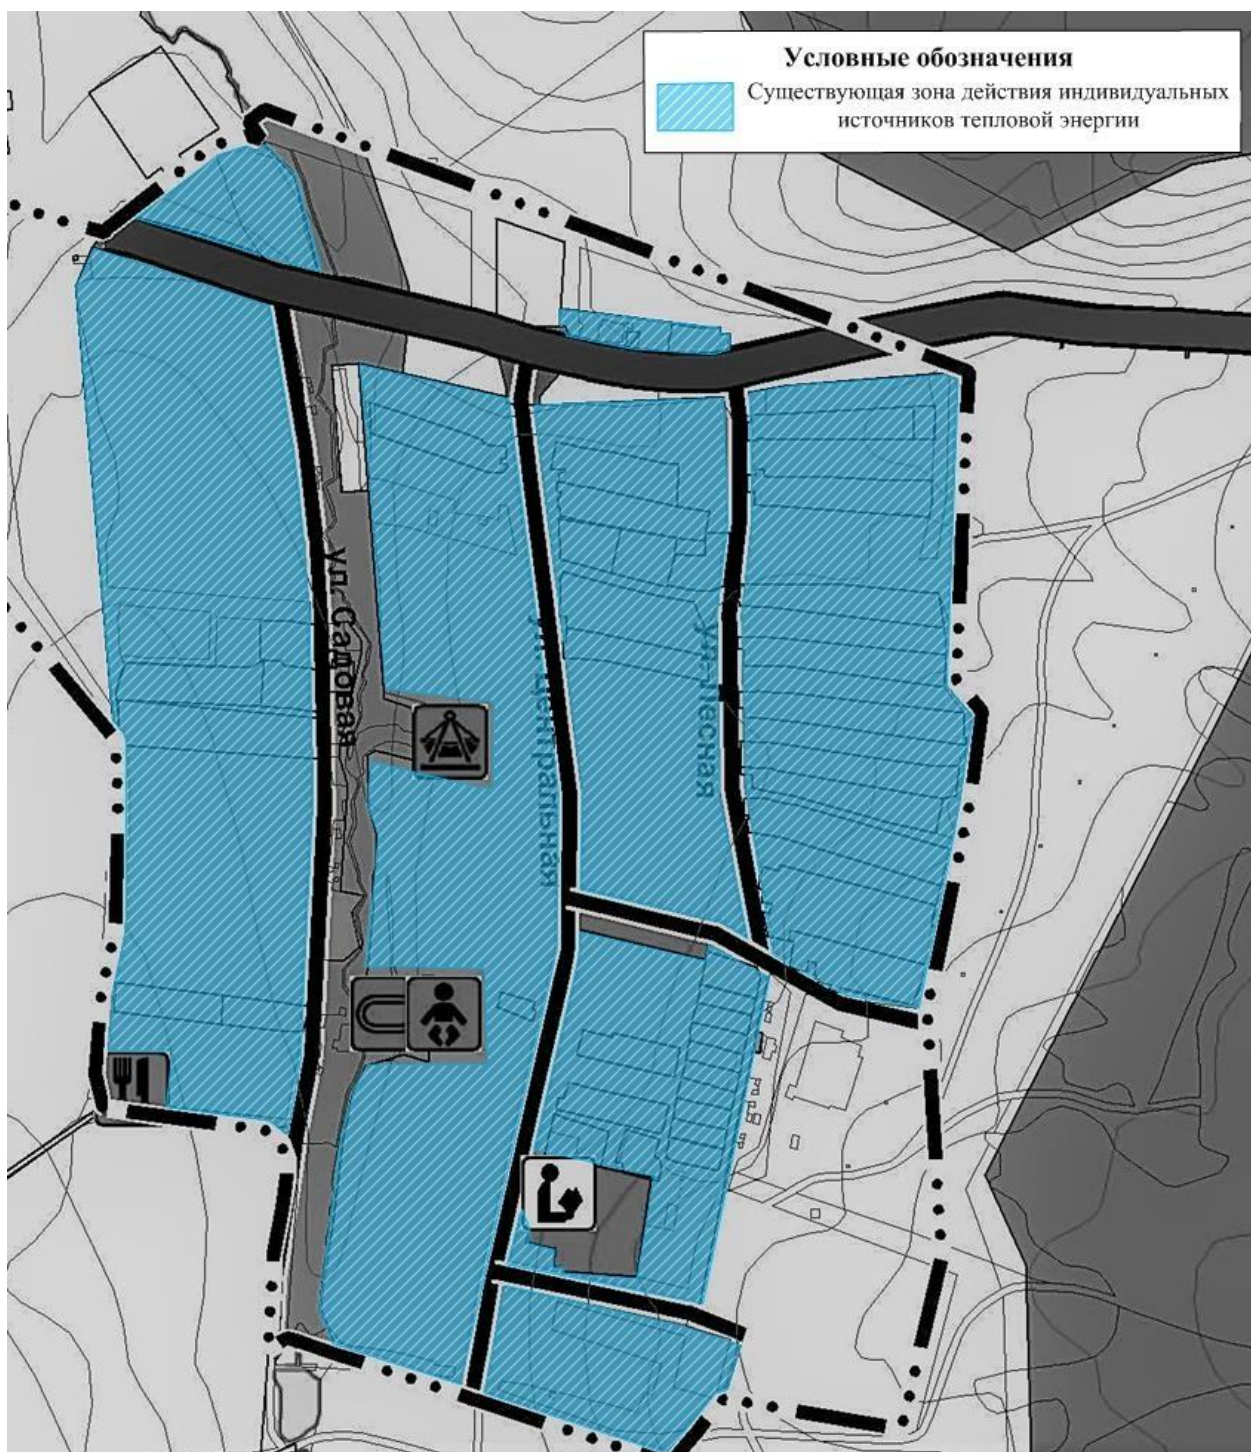 Условные обозначения
Существующая зона действия индивидуальных
источников тепловой энергии
ул. Садовая
ул. Центральная
ул. Лесная